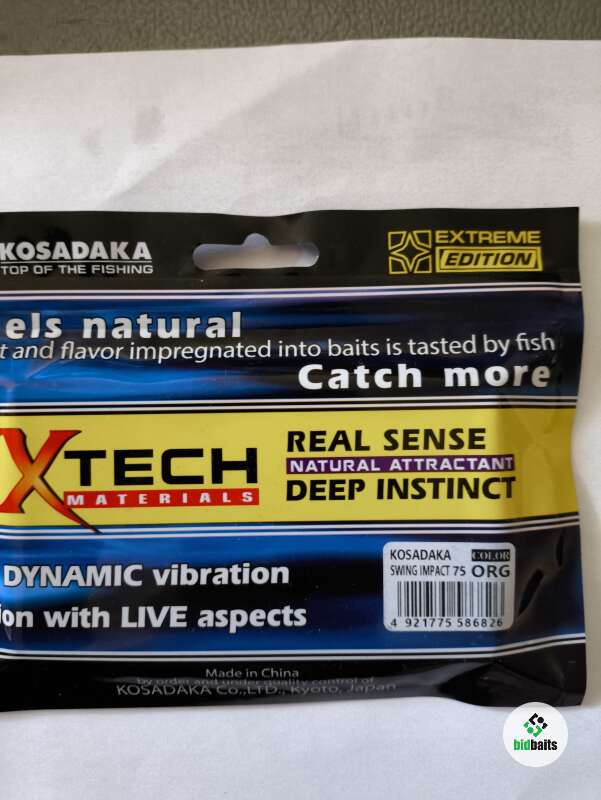 KOSADAKA
TOP OF THE FISHING
EXTREME
EDITION
els natural
t and flavor impregnated into baits is tasted by fish
Catch more
XTECH
MATERIALS
REAL SENSE
NATURAL ATTRACTANT
DEEP INSTINCT
DYNAMIC vibration
ion with LIVE aspects
KOSADAKA COLOR
SWING IMPACT 75 ORG
4 921775 586826
Made in China
by order and under quality control of
KOSADAKA Co.,LTD., Kyoto, Japan
bidbaits